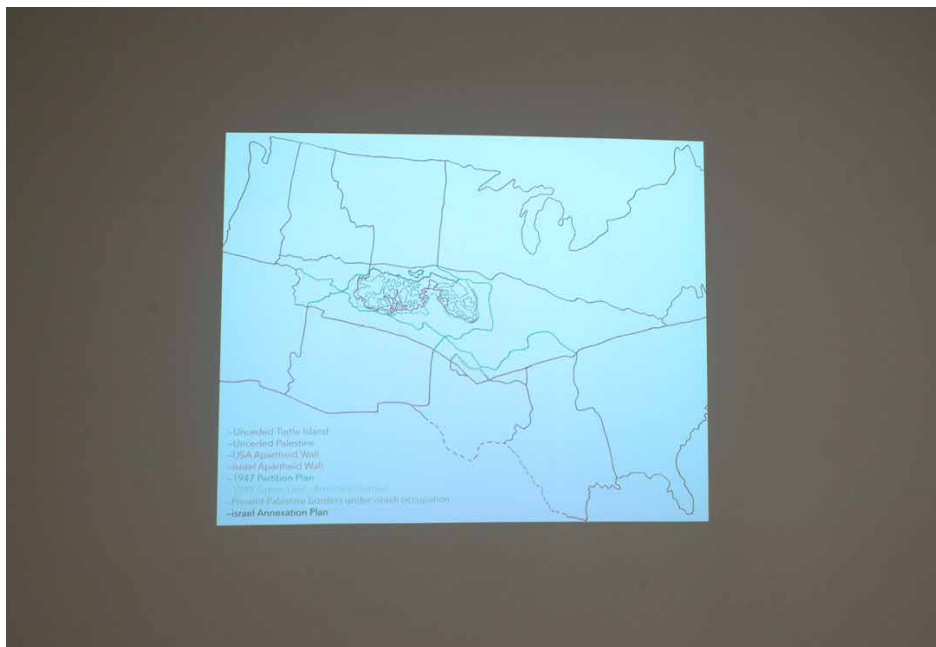 --Unceded Turtle Island
--Unceded Palestine
--USA Apartheid Wall
--israel Apartheid Wall
--1947 Partition Plan
--Present Palestine borders under israeli occupation
--israel Annexation Plan